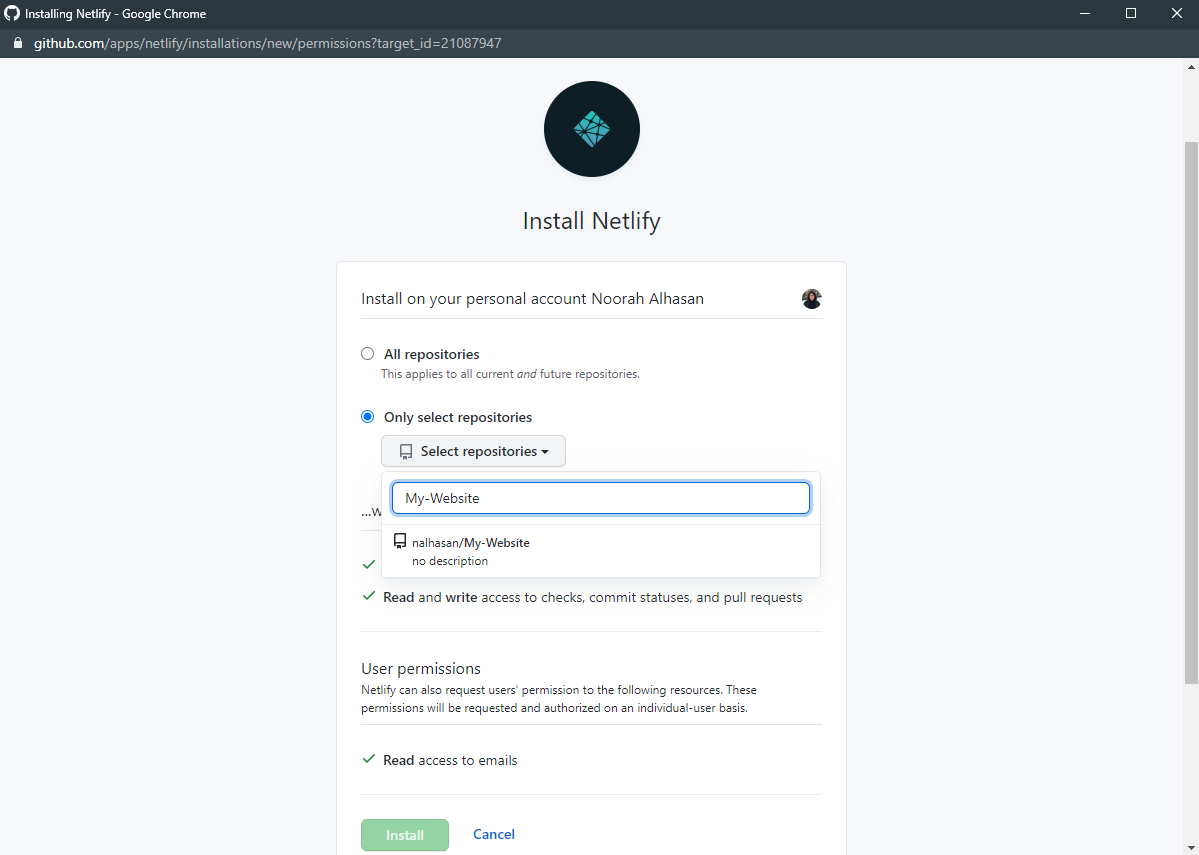 Installing Netlify - Google Chrome
github.com/apps/netlify/installations/new/permissions?target_id=21087947
Install Netlify
Install on your personal account Noorah Alhasan
All repositories
This applies to all current and future repositories.
Only select repositories
Select repositories
My-Website
...w
nalhasan/My-Website
no description
Read and write access to checks, commit statuses, and pull requests
User permissions
Netlify can also request users' permission to the following resources. These
permissions will be requested and authorized on an individual-user basis.
Read access to emails
Install Cancel